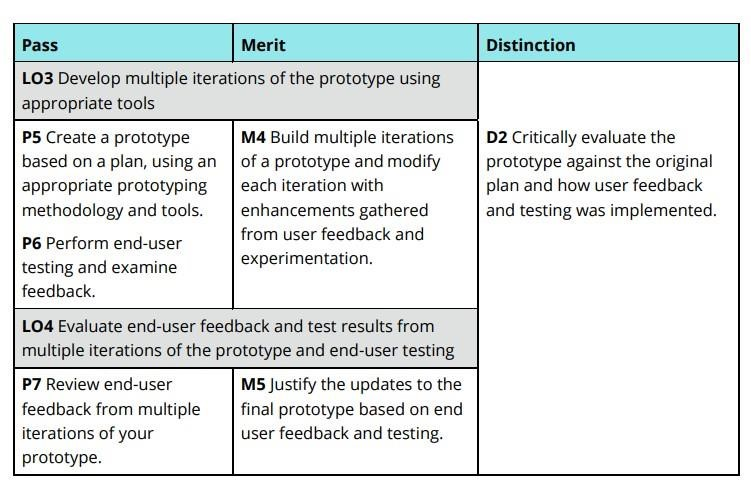 Pass
Merit
Distinction
LO3 Develop multiple iterations of the prototype using
appropriate tools
P5 Create a prototype
based on a plan, using an
appropriate prototyping
methodology and tools.
P6 Perform end-user
testing and examine
feedback.
M4 Build multiple iterations
of a prototype and modify
each iteration with
enhancements gathered
from user feedback and
experimentation.
D2 Critically evaluate the
prototype against the original
plan and how user feedback
and testing was implemented.
LO4 Evaluate end-user feedback and test results from
multiple iterations of the prototype and end-user testing
P7 Review end-user
feedback from multiple
iterations of your
prototype.
M5 Justify the updates to the
final prototype based on end
user feedback and testing.